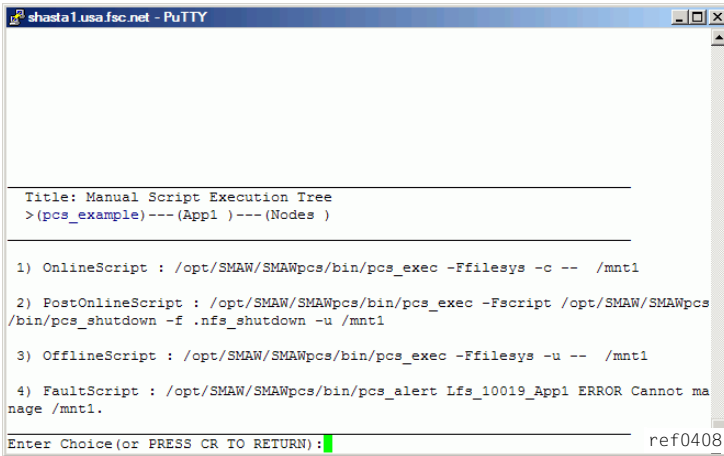 shasta1.usa.fsc.net - PuTTY
Title: Manual Script Execution Tree
>(pcs_example)---(App1 )---(Nodes )
1) OnlineScript : /opt/SMAW/SMAWpcs/bin/pcs_exec -Ffilesys -c -- /mnt1
2) PostOnlineScript : /opt/SMAW/SMAWpcs/bin/pcs_exec -Fscript /opt/SMAW/SMAWpcs
/bin/pcs_shutdown -f .nfs_shutdown -u /mnt1
3) OfflineScript : /opt/SMAW/SMAWpcs/bin/pcs_exec -Ffilesys -u -- /mnt1
4) FaultScript : /opt/SMAW/SMAWpcs/bin/pcs_alert Lfs_10019_App1 ERROR Cannot ma
nage /mnt1.
Enter Choice(or PRESS CR TO RETURN):
ref0408